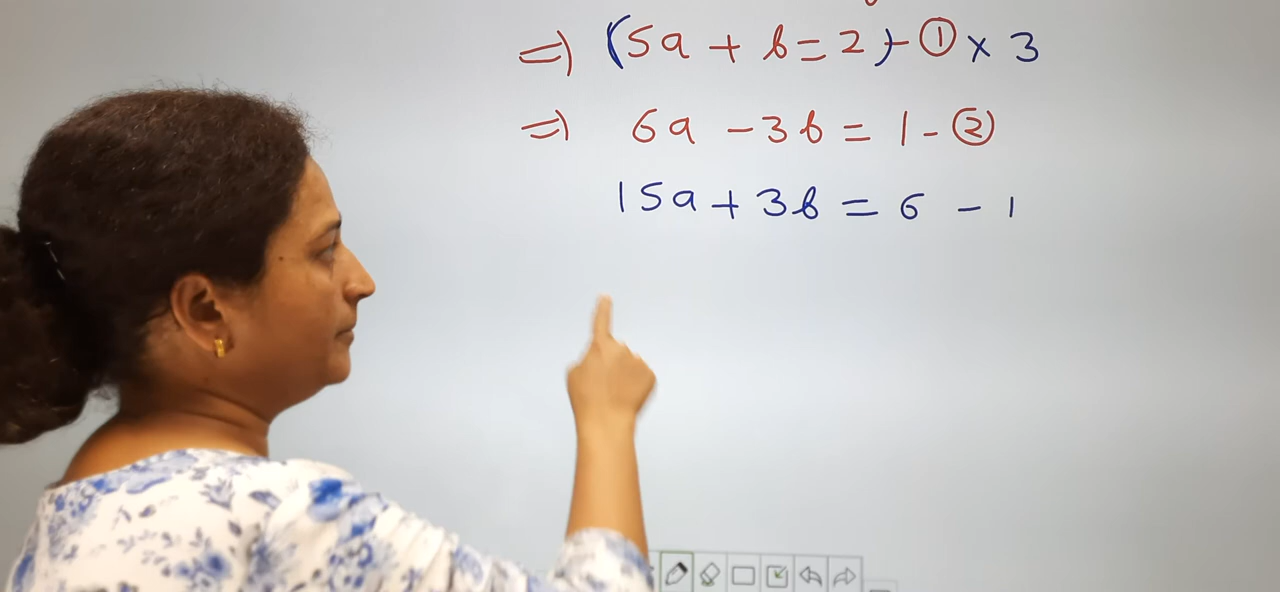 ⇒ (5a + b = 2) - ① × 3
⇒ 6a - 3b = 1 - ②
15a + 3b = 6 - 1